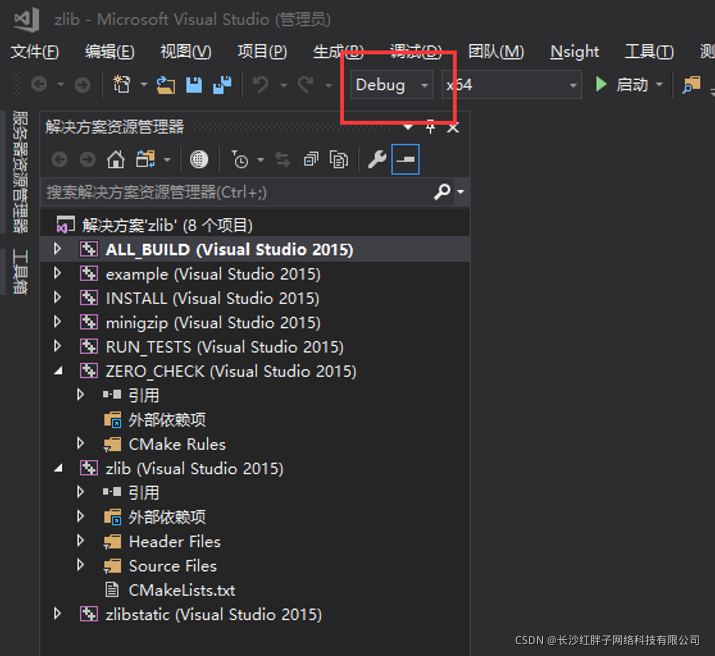 zlib - Microsoft Visual Studio (管理员)
文件(F) 编辑(E) 视图(V) 项目(P) 生成(B) 调试(D) 团队(M) Nsight 工具(T) 测
Debug x64 启动
服务器资源管理器
工具箱
解决方案资源管理器
搜索解决方案资源管理器(Ctrl+;)
解决方案'zlib' (8 个项目)
ALL_BUILD (Visual Studio 2015)
example (Visual Studio 2015)
INSTALL (Visual Studio 2015)
minigzip (Visual Studio 2015)
RUN_TESTS (Visual Studio 2015)
ZERO_CHECK (Visual Studio 2015)
引用
外部依赖项
CMake Rules
zlib (Visual Studio 2015)
引用
外部依赖项
Header Files
Source Files
CMakeLists.txt
zlibstatic (Visual Studio 2015)
CSDN @长沙红胖子网络科技有限公司